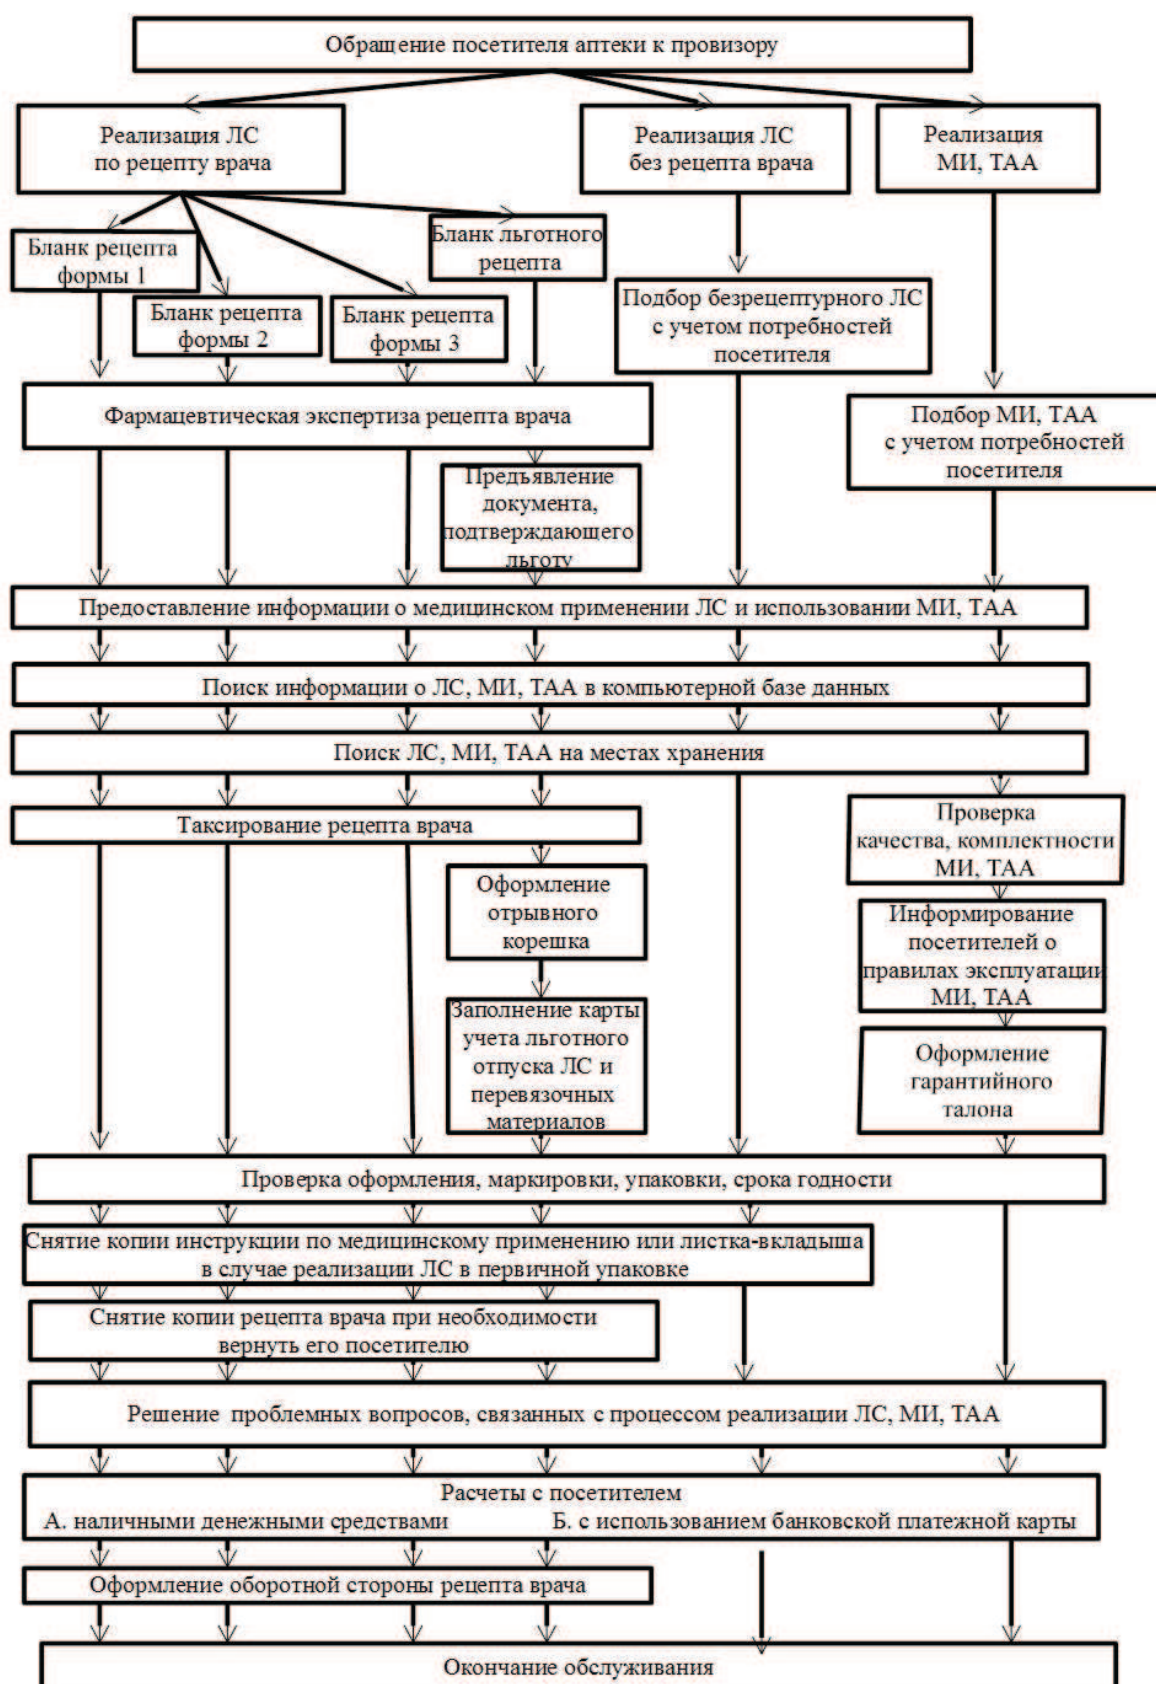 Обращение посетителя аптеки к провизору
Реализация ЛС
по рецепту врача
Реализация ЛС
без рецепта врача
Реализация
МИ, ТАА
Бланк рецепта
формы 1
Бланк рецепта
формы 2
Бланк рецепта
формы 3
Бланк льготного
рецепта
Подбор безрецептурного ЛС
с учетом потребностей
посетителя
Фармацевтическая экспертиза рецепта врача
Подбор МИ, ТАА
с учетом потребностей
посетителя
Предъявление
документа,
подтверждающего
льготу
Предоставление информации о медицинском применении ЛС и использовании МИ, ТАА
Поиск информации о ЛС, МИ, ТАА в компьютерной базе данных
Поиск ЛС, МИ, ТАА на местах хранения
Таксирование рецепта врача
Проверка
качества, комплектности
МИ, ТАА
Оформление
отрывного
корешка
Информирование
посетителей о
правилах эксплуатации
МИ, ТАА
Заполнение карты
учета льготного
отпуска ЛС и
перевязочных
материалов
Оформление
гарантийного
талона
Проверка оформления, маркировки, упаковки, срока годности
Снятие копии инструкции по медицинскому применению или листка-вкладыша
в случае реализации ЛС в первичной упаковке
Снятие копии рецепта врача при необходимости
вернуть его посетителю
Решение проблемных вопросов, связанных с процессом реализации ЛС, МИ, ТАА
Расчеты с посетителем
А. наличными денежными средствами Б. с использованием банковской платежной карты
Оформление оборотной стороны рецепта врача
Окончание обслуживания